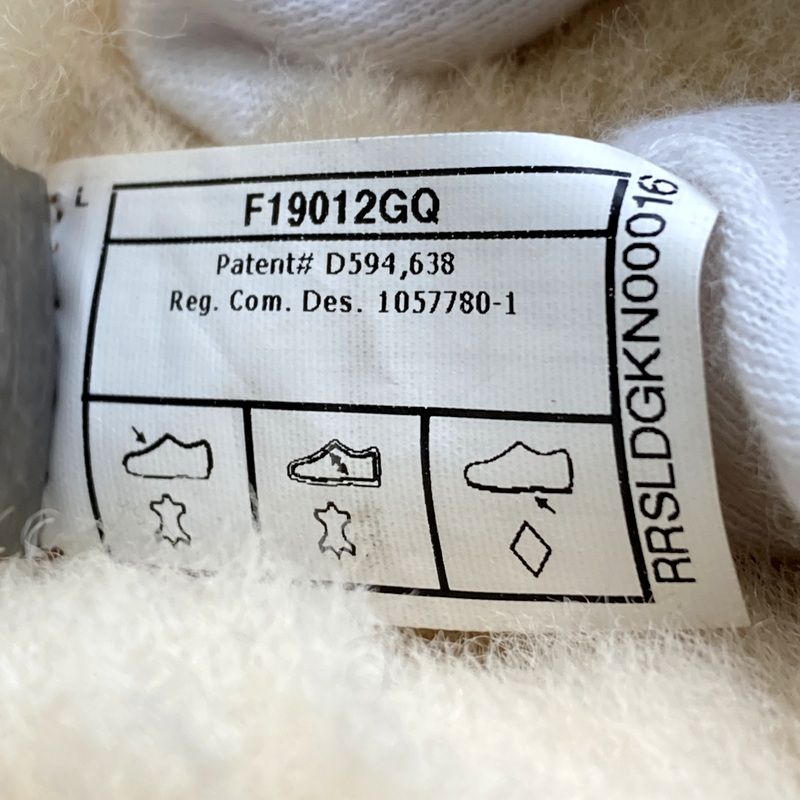 L
F19012GQ
Patent# D594,638
Reg. Com. Des. 1057780-1
RRSLDGKN00016